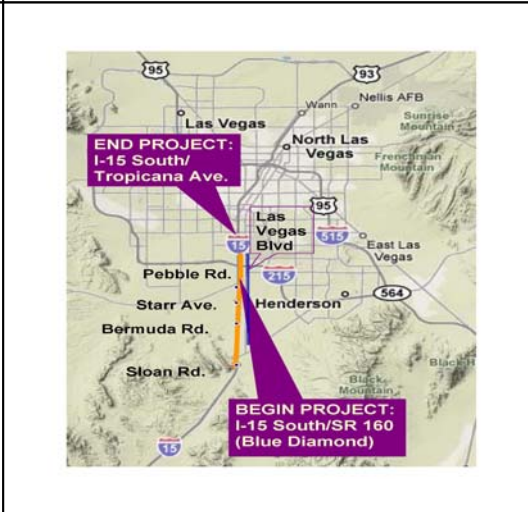 95
93
Nellis AFB
Wann
Las Vegas
Sunrise
Mountain
North Las
Vegas
END PROJECT:
I-15 South/
Tropicana Ave.
Frenchman
Mountain
95
Las
Vegas
Blvd
15
515
East Las
Vegas
Pebble Rd.
215
Starr Ave.
Henderson
564
Bermuda Rd.
Sloan Rd.
Black
Mountain
Black H
BEGIN PROJECT:
I-15 South/SR 160
(Blue Diamond)
15